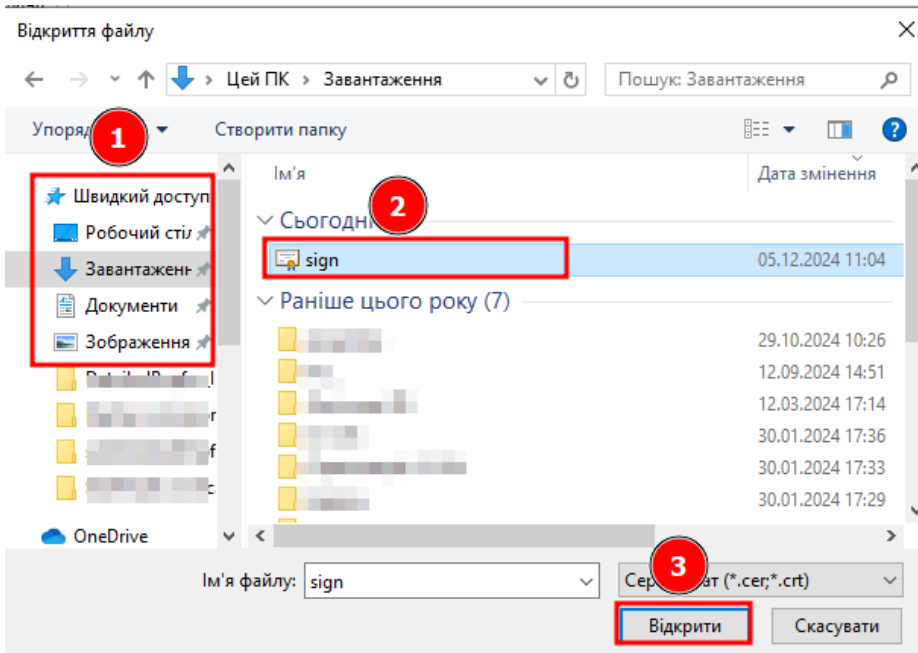 Відкриття файлу
Цей ПК > Завантаження
Пошук: Завантаження
Упоряд
1
Створити папку
?
Швидкий доступ
Робочий стіл
Завантаженн
Документи
Зображення
OneDrive
Ім'я
Дата змінення
2
Сьогодні
sign 05.12.2024 11:04
Раніше цього року (7)
29.10.2024 10:26
12.09.2024 14:51
12.03.2024 17:14
30.01.2024 17:36
30.01.2024 17:33
30.01.2024 17:29
Ім'я файлу: sign
3
(*.cer;*.crt)
Відкрити
Скасувати